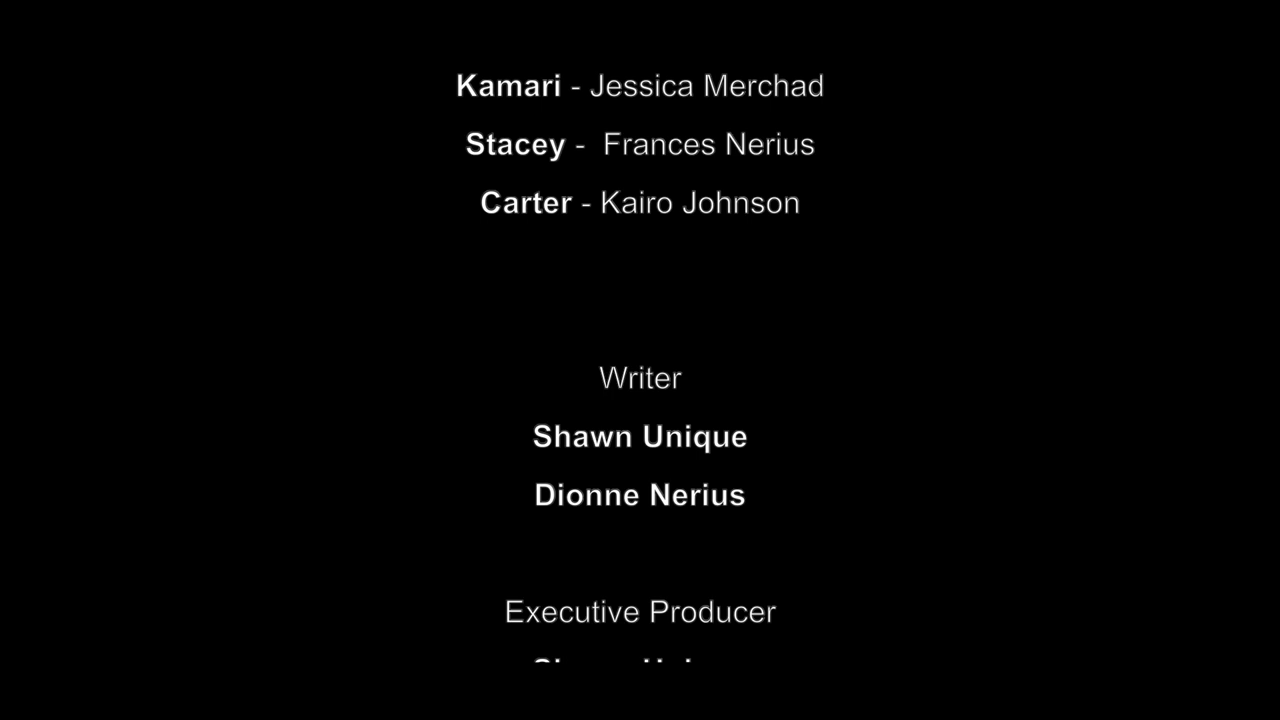 Kamari - Jessica Merchad
Stacey - Frances Nerius
Carter - Kairo Johnson
Writer
Shawn Unique
Dionne Nerius
Executive Producer